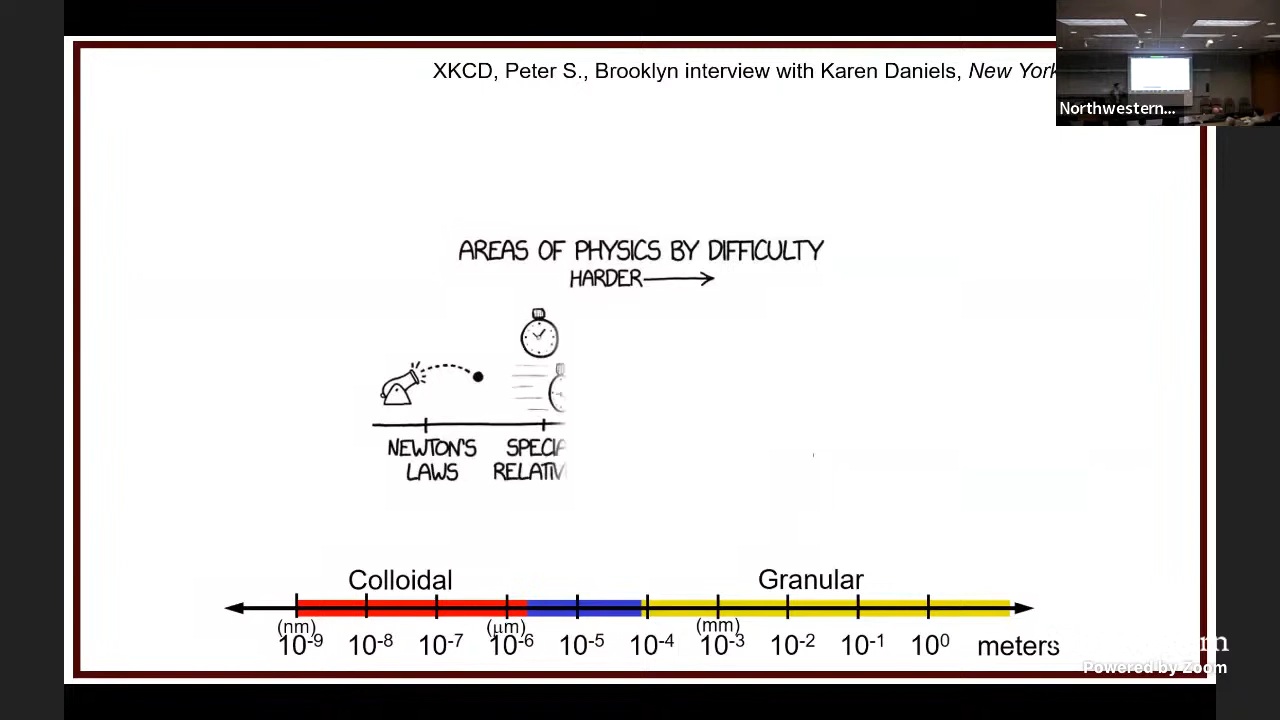 XKCD, Peter S., Brooklyn interview with Karen Daniels, New York
Northwestern...
AREAS OF PHYSICS BY DIFFICULTY
HARDER
NEWTON'S
LAWS
SPECIA
RELATIV
Colloidal
Granular
(nm)
(μm)
(mm)
10-9 10-8 10-7 10-6 10-5 10-4 10-3 10-2 10-1 100 meters
Powered by Zoom